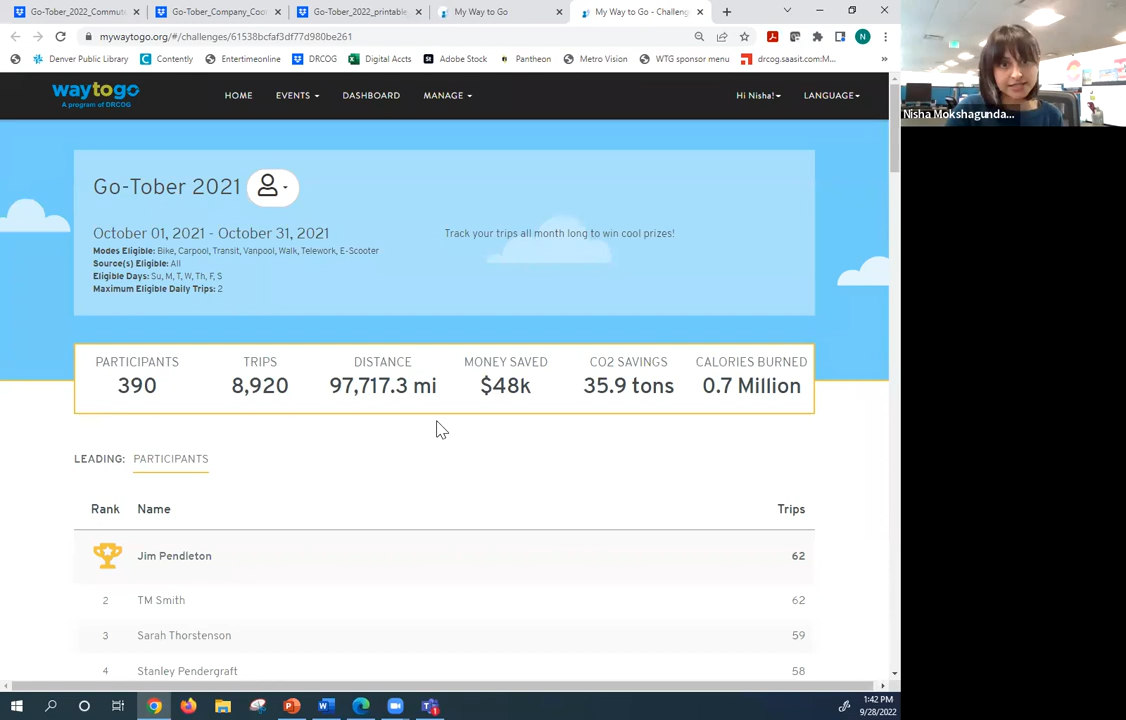 Go-Tober_2022_Commut
Go-Tober_Company_Coo
Go-Tober_2022_printable
My Way to Go
My Way to Go - Challeng
mywaytogo.org/#/challenges/61538bcfaf3df77d980be261
N
Denver Public Library
Contently
Entertimeonline
DRCOG
Digital Accts
St Adobe Stock
Pantheon
Metro Vision
WTG sponsor menu
drcog.saasit.com:M...
»
waytogo
A program of DRCOG
HOME
EVENTS
DASHBOARD
MANAGE
Hi Nisha!
LANGUAGE
Nisha Mokshagunda...
Go-Tober 2021
October 01, 2021 - October 31, 2021
Track your trips all month long to win cool prizes!
Modes Eligible: Bike, Carpool, Transit, Vanpool, Walk, Telework, E-Scooter
Source(s) Eligible: All
Eligible Days: Su, M, T, W, Th, F, S
Maximum Eligible Daily Trips: 2
PARTICIPANTS TRIPS DISTANCE MONEY SAVED CO2 SAVINGS CALORIES BURNED
390 8,920 97,717.3 mi $48k 35.9 tons 0.7 Million
LEADING: PARTICIPANTS
Rank Name Trips
Jim Pendleton 62
2 TM Smith 62
3 Sarah Thorstenson 59
4 Stanley Pendergraft 58
1:42 PM
9/28/2022